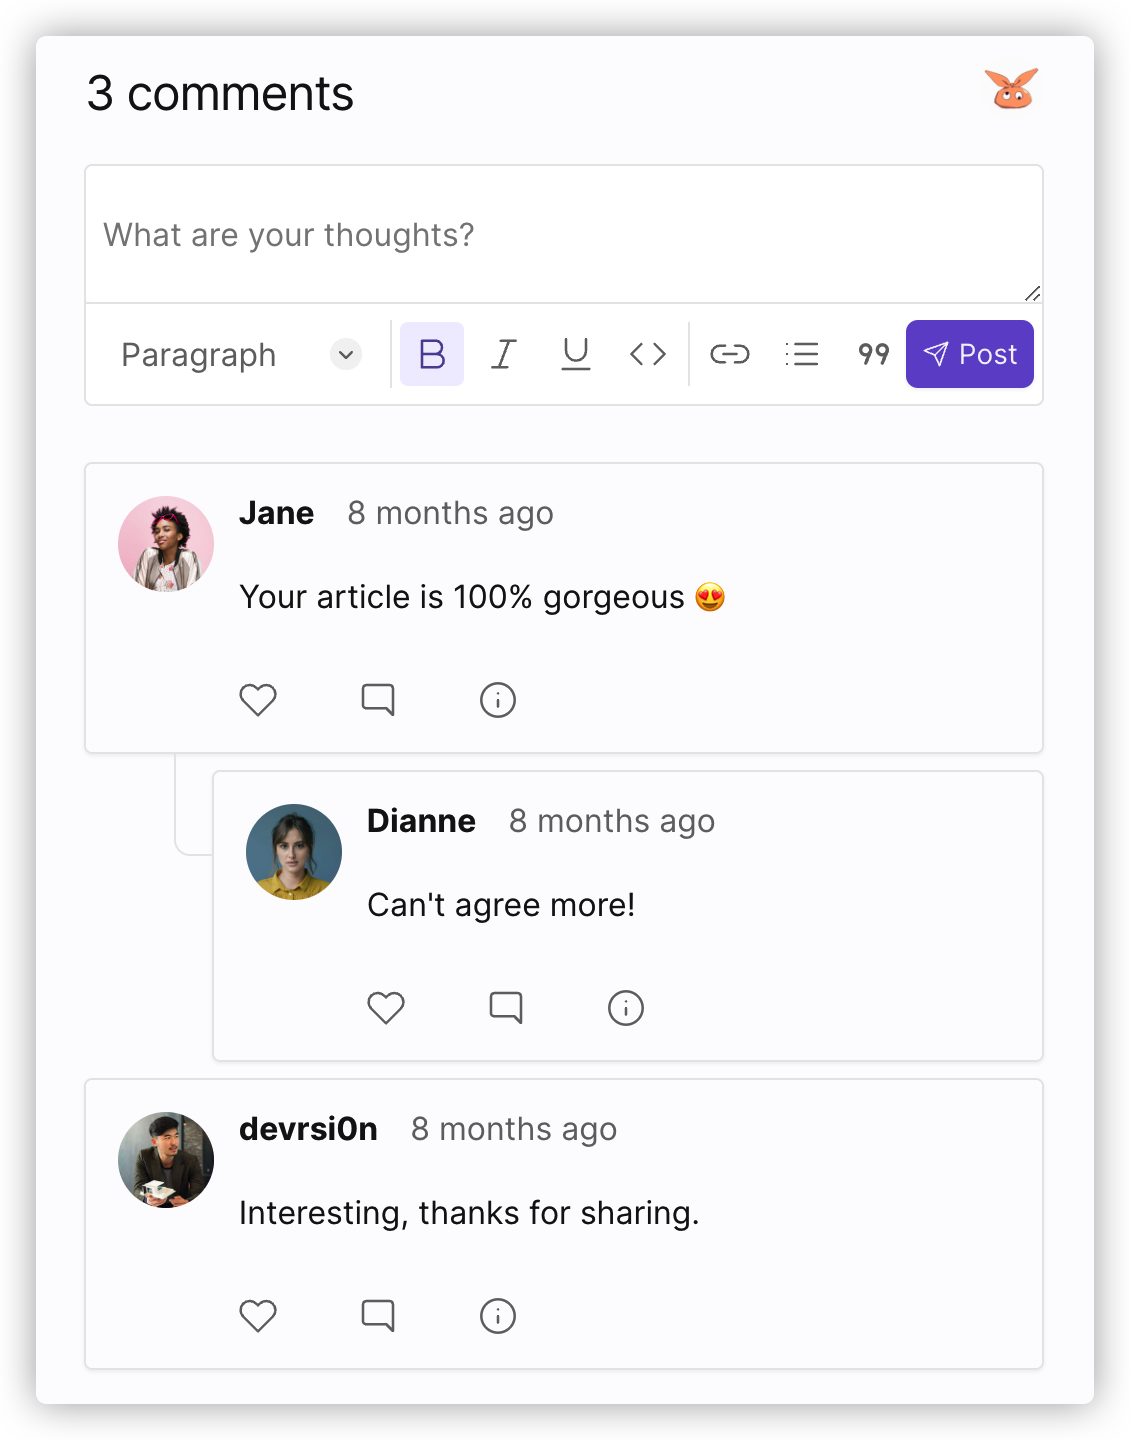 3 comments
What are your thoughts?
Paragraph B I U <> 99 Post
Jane 8 months ago
Your article is 100% gorgeous 😍
Dianne 8 months ago
Can't agree more!
devrsi0n 8 months ago
Interesting, thanks for sharing.